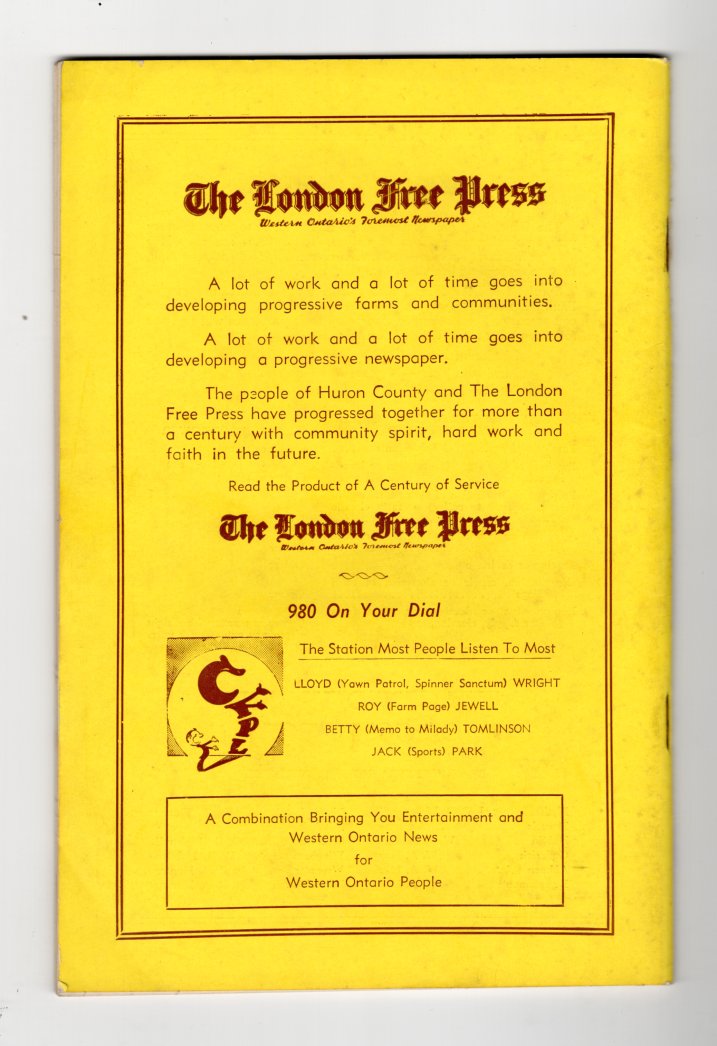 The London Free Press
Western Ontario's Foremost Newspaper
A lot of work and a lot of time goes into
developing progressive farms and communities.
A lot of work and a lot of time goes into
developing a progressive newspaper.
The people of Huron County and The London
Free Press have progressed together for more than
a century with community spirit, hard work and
faith in the future.
Read the Product of A Century of Service
The London Free Press
Western Ontario's Foremost Newspaper
980 On Your Dial
CFPL
The Station Most People Listen To Most
LLOYD (Yawn Patrol, Spinner Sanctum) WRIGHT
ROY (Farm Page) JEWELL
BETTY (Memo to Milady) TOMLINSON
JACK (Sports) PARK
A Combination Bringing You Entertainment and
Western Ontario News
for
Western Ontario People